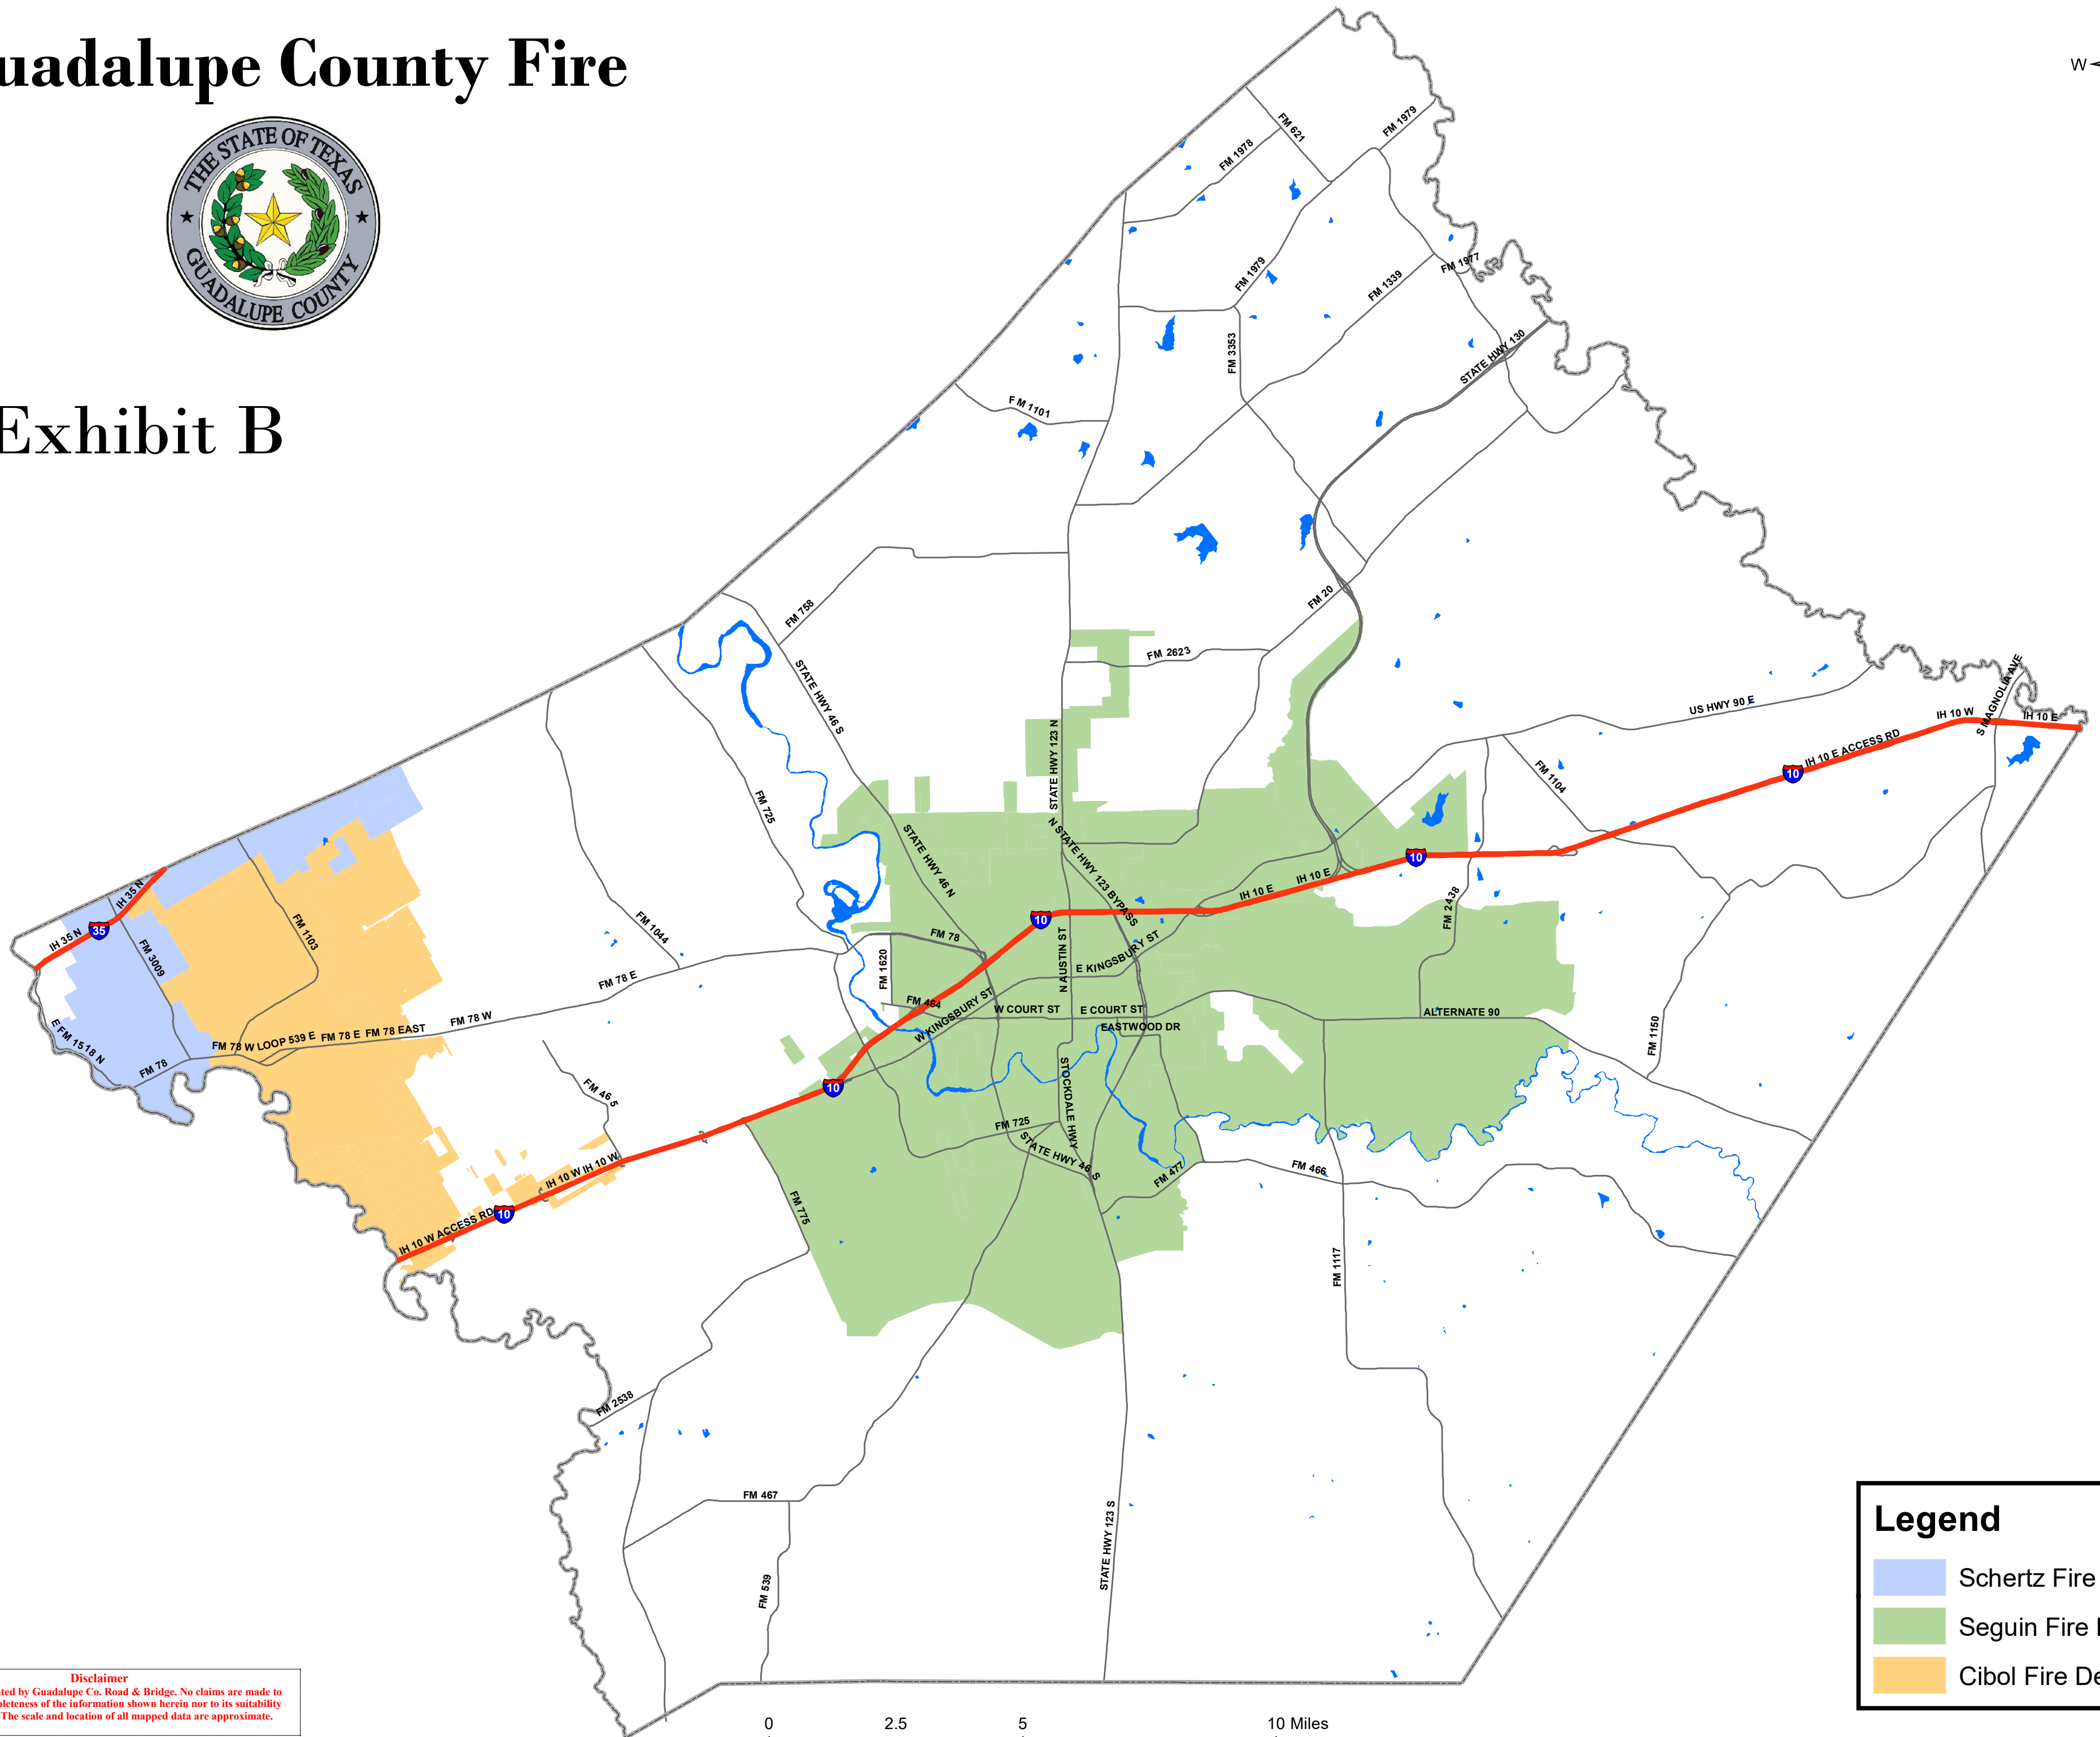 uadalupe County Fire
THE STATE OF TEXAS
GUADALUPE COUNTY
Exhibit B
W
FM 621
FM 1979
FM 1978
FM 1979
FM 1977
FM 1339
FM 3353
STATE HWY 130
F M 1101
FM 758
FM 20
FM 2623
STATE HWY 46 S
STATE HWY 123 N
US HWY 90 E
S MAGNOLIA AVE
IH 10 W
IH 10 E
IH 10 E ACCESS RD
10
FM 1104
FM 725
STATE HWY 46 N
N STATE HWY 123 BYPASS
10
IH 10 E
IH 10 E
10
FM 2438
IH 35 N
IH 35 N
35
FM 3009
FM 1103
FM 1044
FM 78
FM 1620
N AUSTIN ST
E KINGSBURY ST
FM 78 E
FM 464
W KINGSBURY ST
W COURT ST
E COURT ST
EASTWOOD DR
ALTERNATE 90
FM 1150
E FM 1518 N
FM 78
FM 78 W
LOOP 539 E
FM 78 E
FM 78 EAST
FM 78 W
FM 46 S
10
STOCKDALE HWY
FM 725
STATE HWY 46 S
FM 477
FM 466
IH 10 W
IH 10 W
IH 10 W ACCESS RD
10
FM 775
FM 1117
FM 2538
FM 467
FM 539
STATE HWY 123 S
Legend
Schertz Fire
Seguin Fire
Cibol Fire De
Disclaimer
ted by Guadalupe Co. Road & Bridge. No claims are made to
pleteness of the information shown herein nor to its suitability
The scale and location of all mapped data are approximate.
0 2.5 5 10 Miles